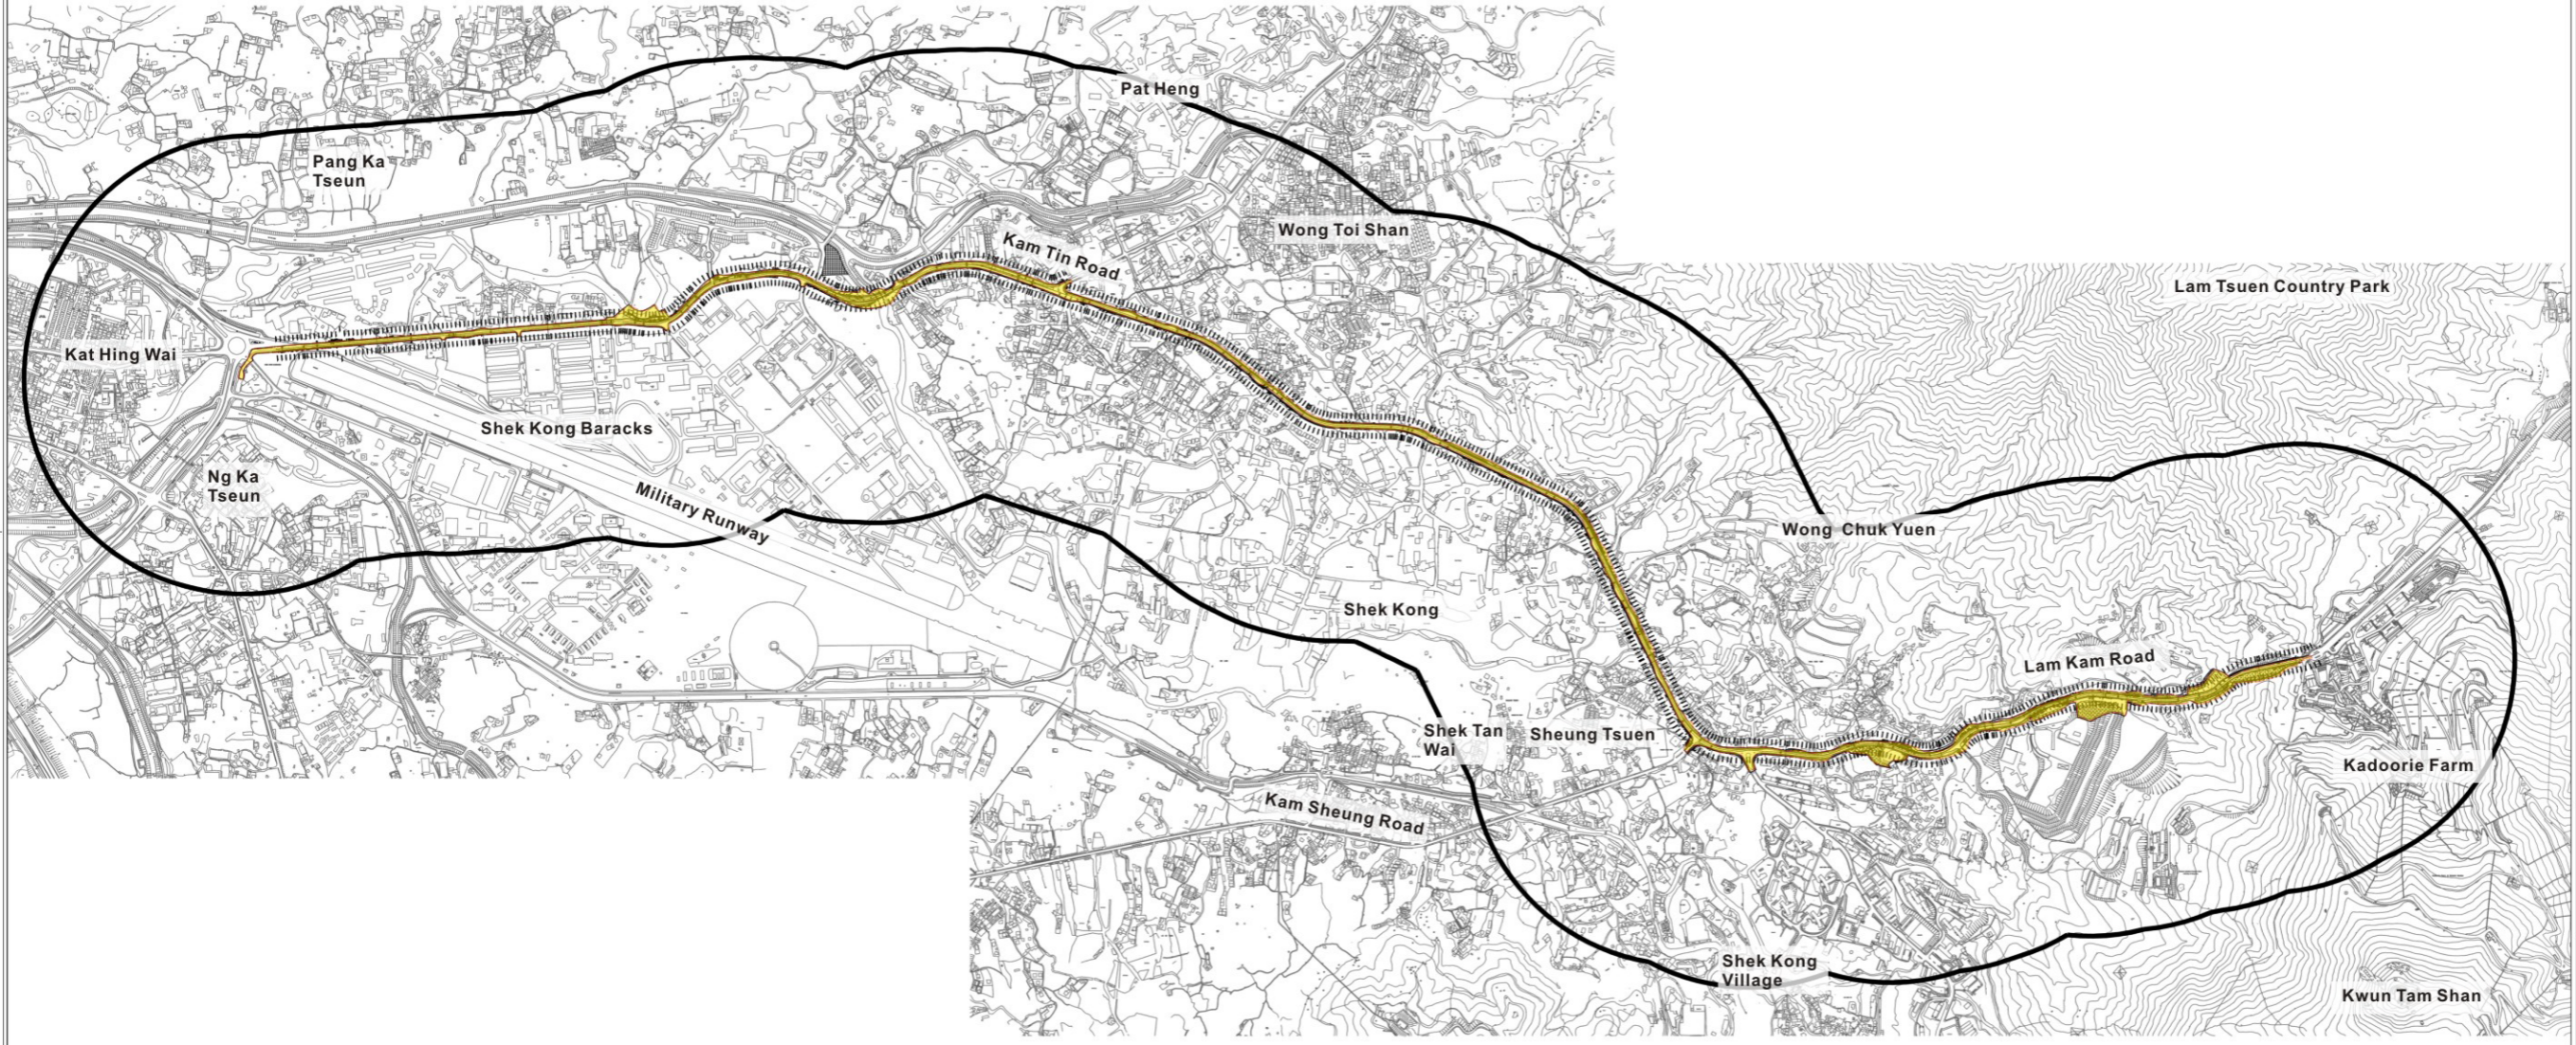 Pat Heng
Pang Ka
Tseun
Wong Toi Shan
Kam Tin Road
Lam Tsuen Country Park
Kat Hing Wai
Shek Kong Baracks
Ng Ka
Tseun
Military Runway
Wong Chuk Yuen
Shek Kong
Lam Kam Road
Shek Tan
Wai
Sheung Tsuen
Kadoorie Farm
Kam Sheung Road
Shek Kong
Village
Kwun Tam Shan